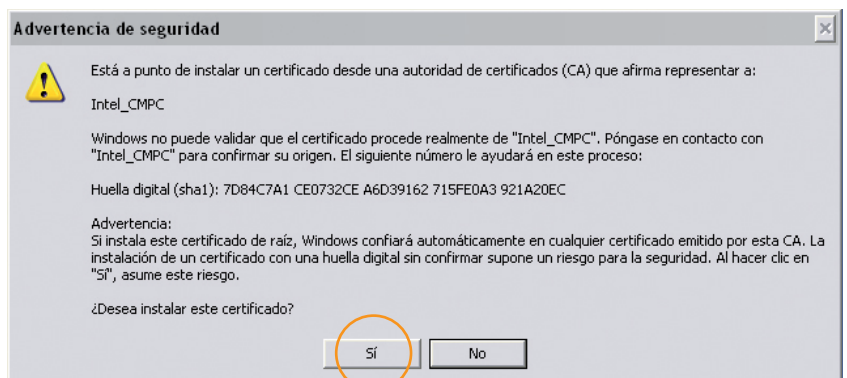 Advertencia de seguridad
Está a punto de instalar un certificado desde una autoridad de certificados (CA) que afirma representar a:
Intel_CMPC
Windows no puede validar que el certificado procede realmente de "Intel_CMPC". Póngase en contacto con
"Intel_CMPC" para confirmar su origen. El siguiente número le ayudará en este proceso:
Huella digital (sha1): 7D84C7A1 CE0732CE A6D39162 715FE0A3 921A20EC
Advertencia:
Si instala este certificado de raíz, Windows confiará automáticamente en cualquier certificado emitido por esta CA. La
instalación de un certificado con una huella digital sin confirmar supone un riesgo para la seguridad. Al hacer clic en
"Sí", asume este riesgo.
¿Desea instalar este certificado?
Sí No